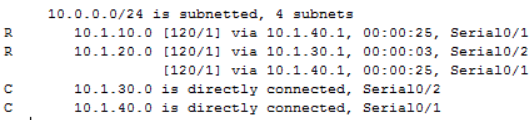 10.0.0.0/24 is subnetted, 4 subnets
R 10.1.10.0 [120/1] via 10.1.40.1, 00:00:25, Serial0/1
R 10.1.20.0 [120/1] via 10.1.30.1, 00:00:03, Serial0/2
[120/1] via 10.1.40.1, 00:00:25, Serial0/1
C 10.1.30.0 is directly connected, Serial0/2
C 10.1.40.0 is directly connected, Serial0/1